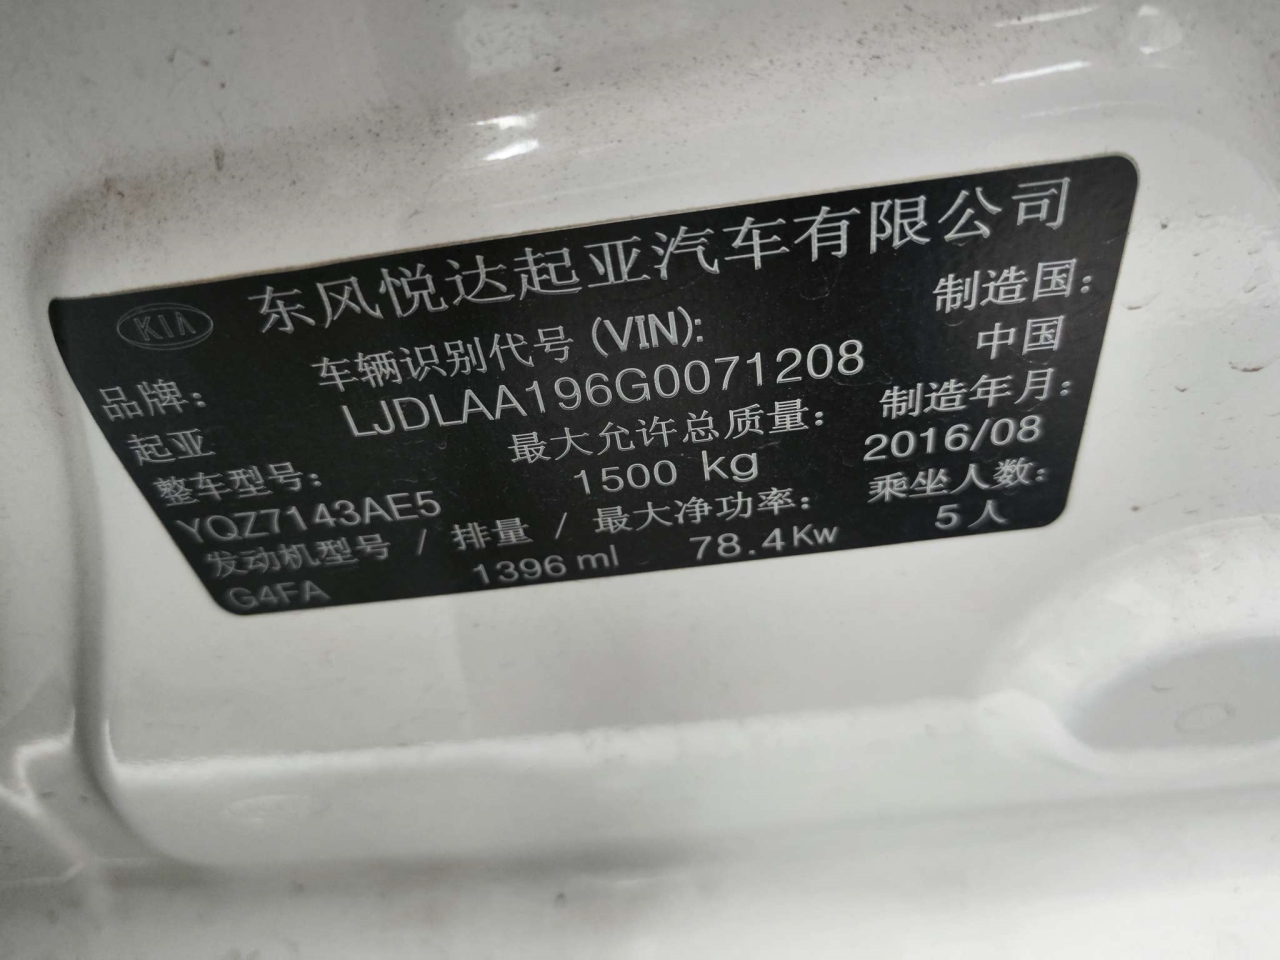 KIA 东风悦达起亚汽车有限公司
品牌： 车辆识别代号 (VIN): 制造国：
起亚 LJDLAA196G0071208 中国
整车型号： 最大允许总质量： 制造年月：
YQZ7143AE5 1500 kg 2016/08
发动机型号 / 排量 / 最大净功率： 乘坐人数：
G4FA 1396 ml 78.4Kw 5人